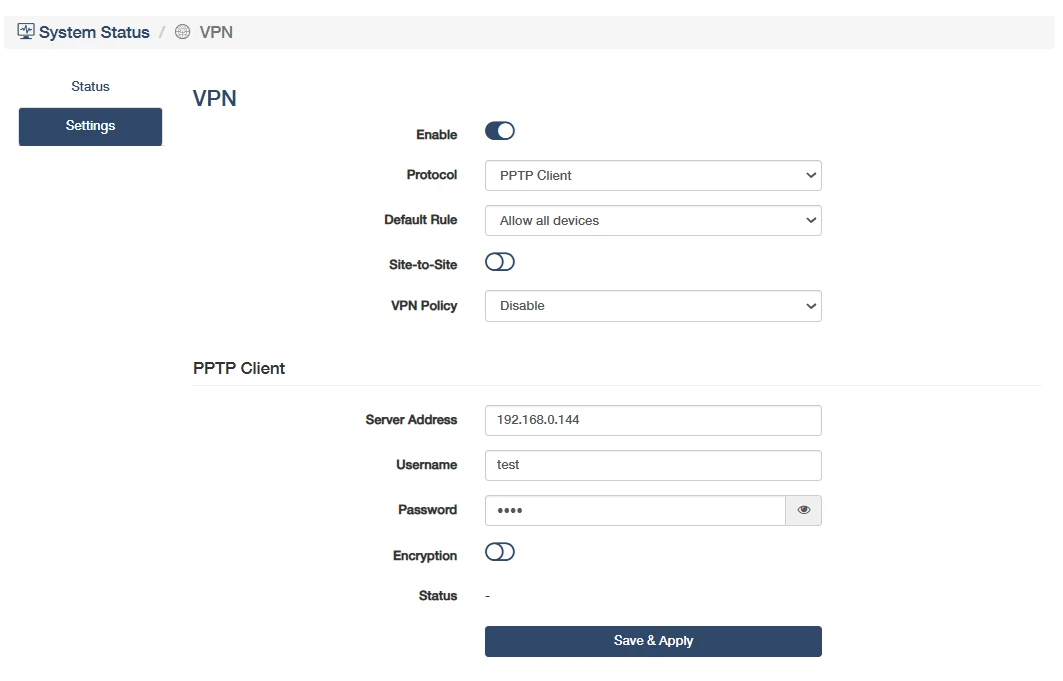 System Status / VPN
Status
Settings
VPN
Enable
Protocol PPTP Client
Default Rule Allow all devices
Site-to-Site
VPN Policy Disable
PPTP Client
Server Address 192.168.0.144
Username test
Password ••••
Encryption
Status -
Save & Apply